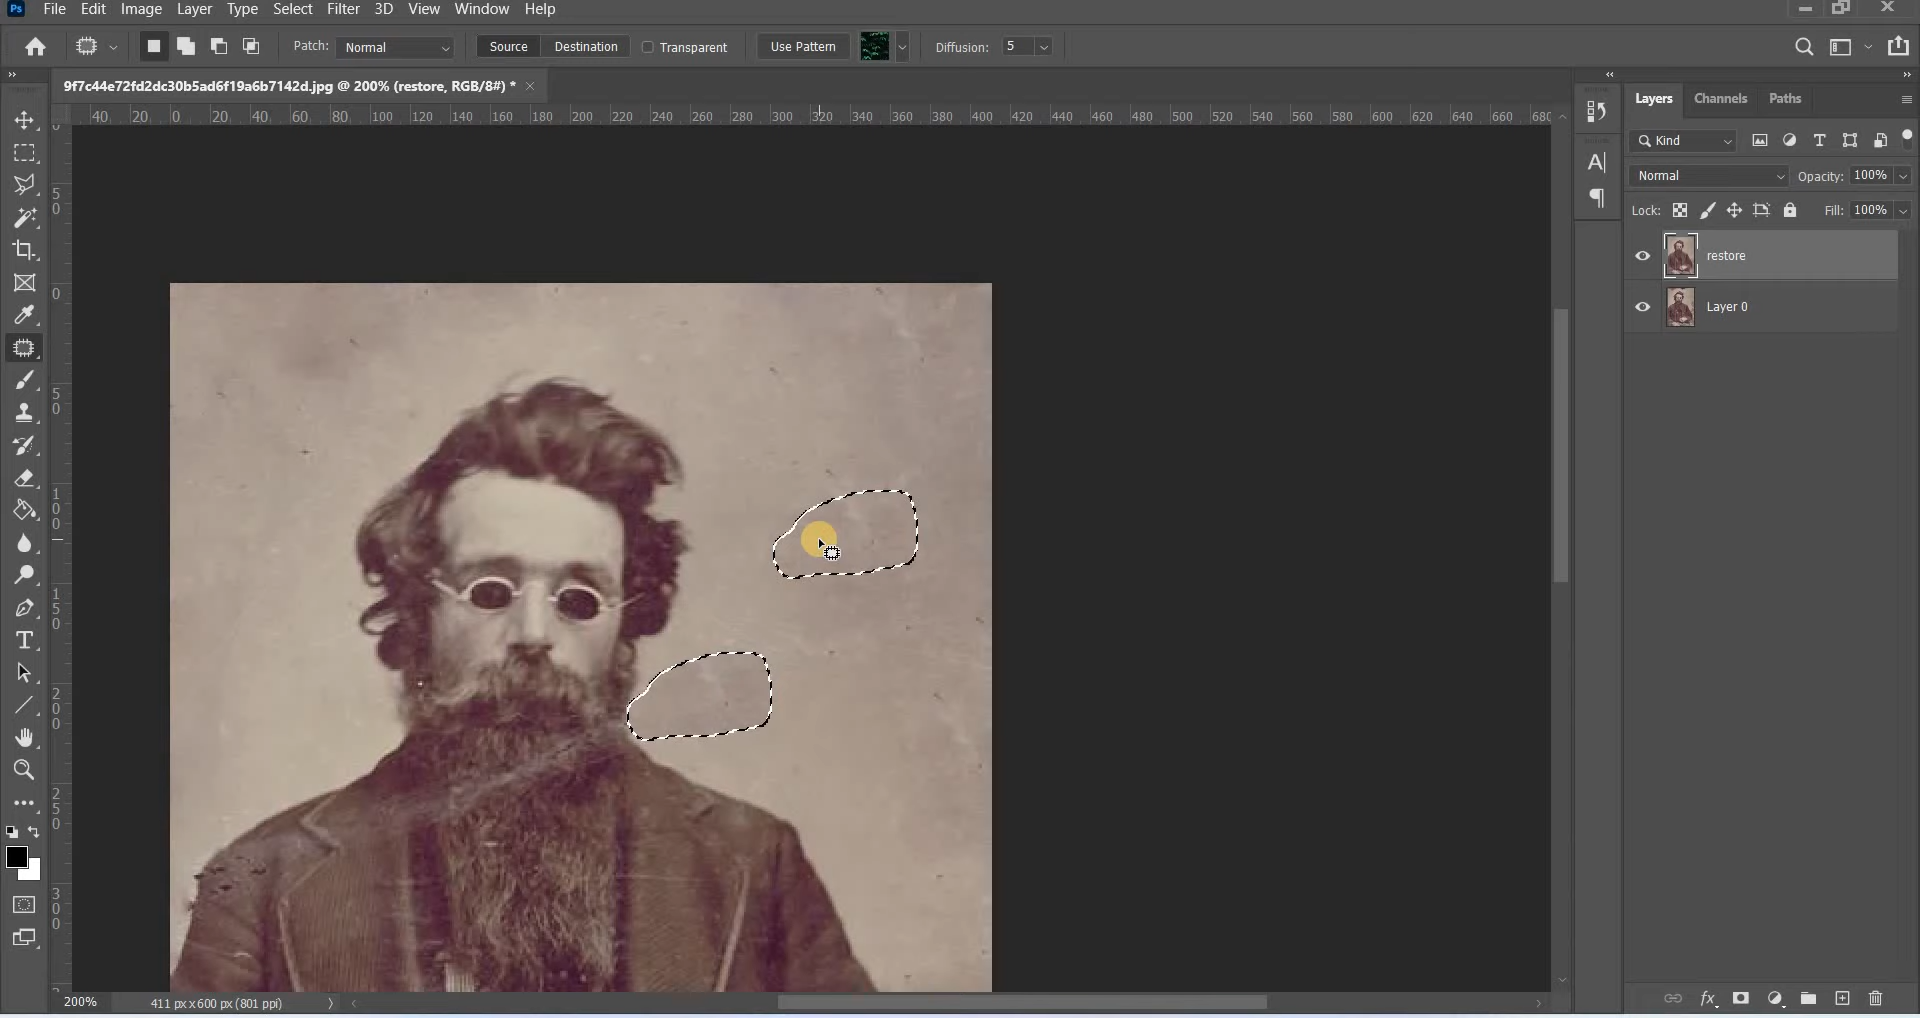 Ps File Edit Image Layer Type Select Filter 3D View Window Help
Patch: Normal Source Destination Transparent Use Pattern Diffusion: 5
9f7c44e72fd2dc30b5ad6f19a6b7142d.jpg @ 200% (restore, RGB/8#) * ×
40 20 0 20 40 60 80 100 120 140 160 180 200 220 240 260 280 300 320 340 360 380 400 420 440 460 480 500 520 540 560 580 600 620 640 660 680
0
50
0
50
100
150
200
250
300
Layers Channels Paths
Kind
Normal Opacity: 100%
Lock: Fill: 100%
restore
Layer 0
fx
200% 411 px x 600 px (801 ppi)